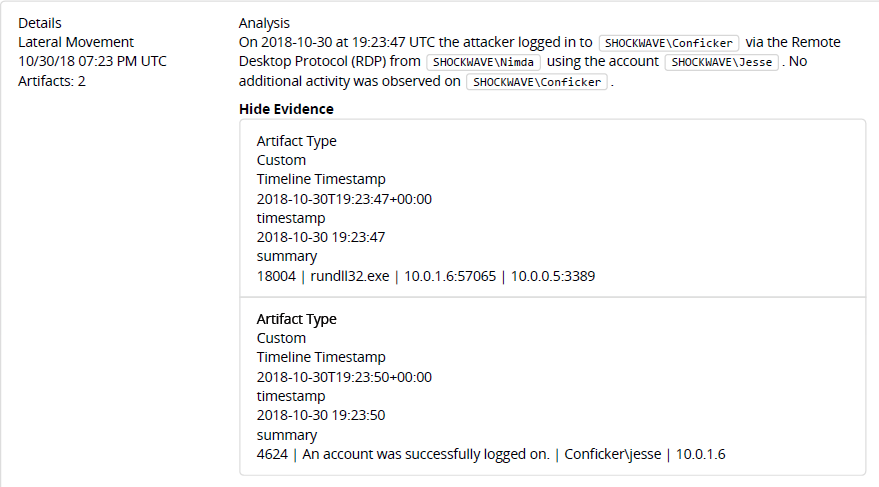 Details
Lateral Movement
10/30/18 07:23 PM UTC
Artifacts: 2
Analysis
On 2018-10-30 at 19:23:47 UTC the attacker logged in to SHOCKWAVE\Conficker via the Remote
Desktop Protocol (RDP) from SHOCKWAVE\Nimda using the account SHOCKWAVE\Jesse . No
additional activity was observed on SHOCKWAVE\Conficker .
Hide Evidence
Artifact Type
Custom
Timeline Timestamp
2018-10-30T19:23:47+00:00
timestamp
2018-10-30 19:23:47
summary
18004 | rundll32.exe | 10.0.1.6:57065 | 10.0.0.5:3389
Artifact Type
Custom
Timeline Timestamp
2018-10-30T19:23:50+00:00
timestamp
2018-10-30 19:23:50
summary
4624 | An account was successfully logged on. | Conficker\jesse | 10.0.1.6